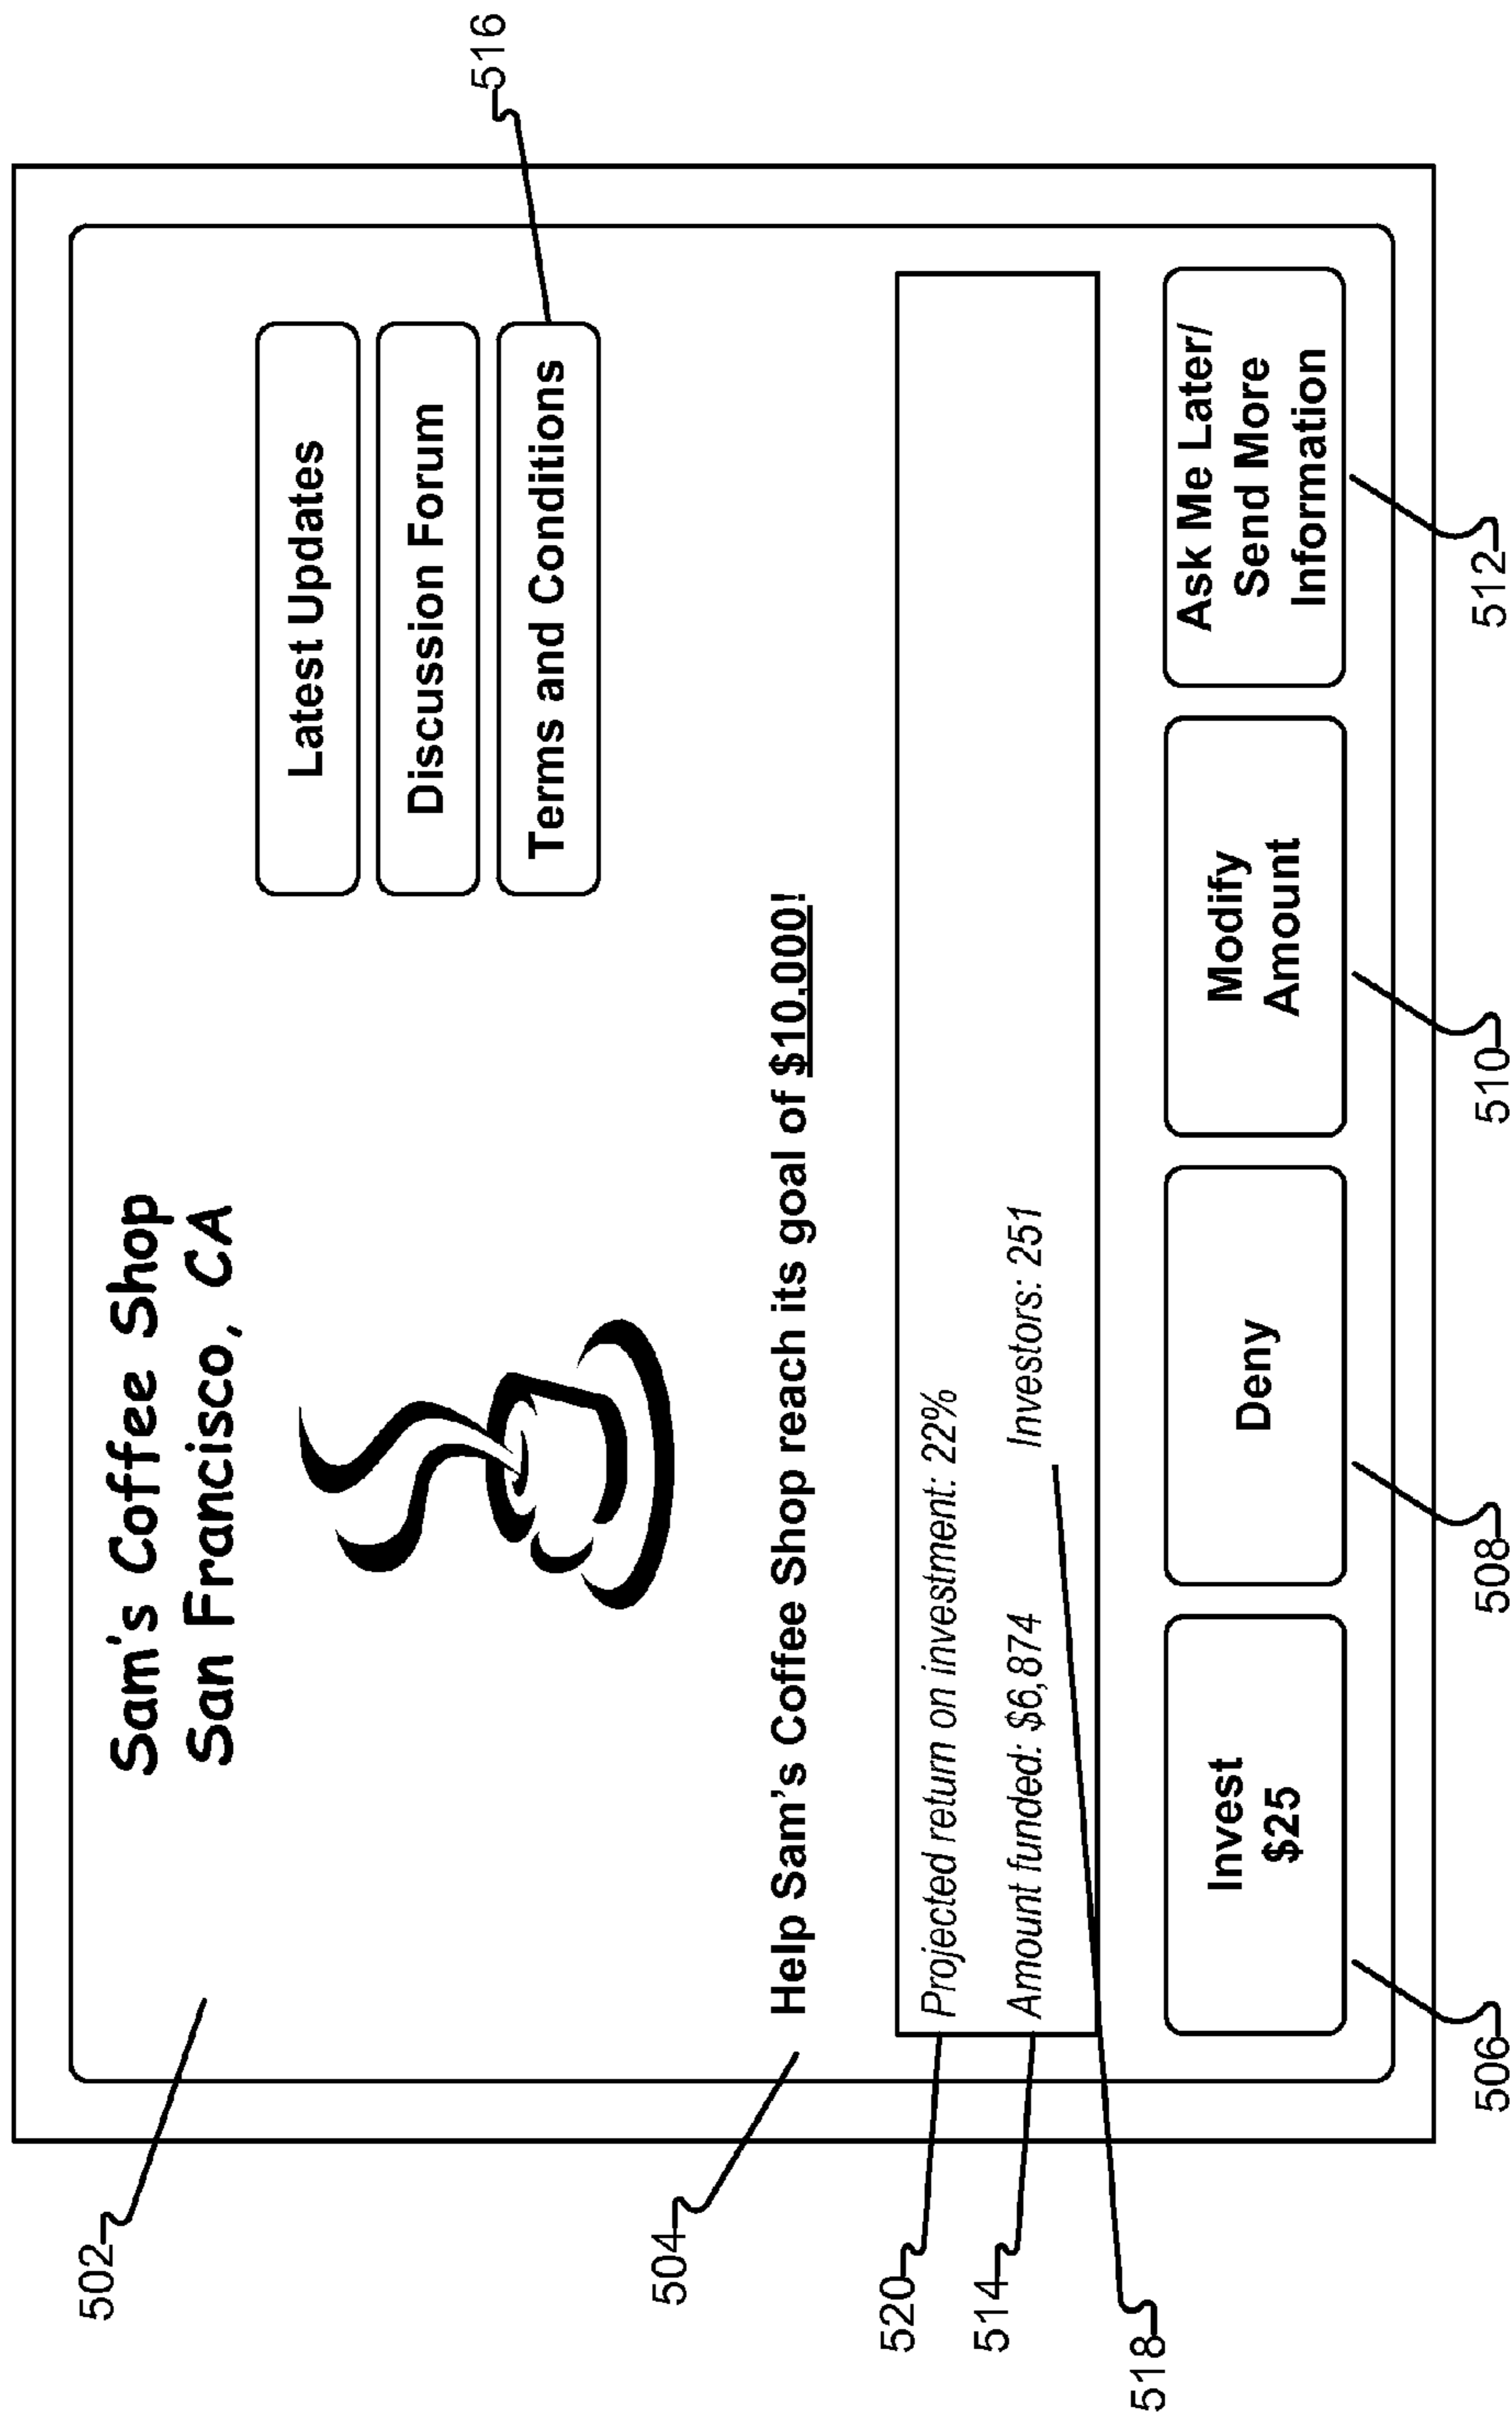 502
Sam's Coffee Shop
San Francisco, CA
Latest Updates
Discussion Forum
Terms and Conditions
516
504
Help Sam's Coffee Shop reach its goal of $10,000!
520
Projected return on investment: 22%
514
Amount funded: $6,874 Investors: 251
518
Invest
$25
Deny
Modify
Amount
Ask Me Later/
Send More
Information
506
508
510
512